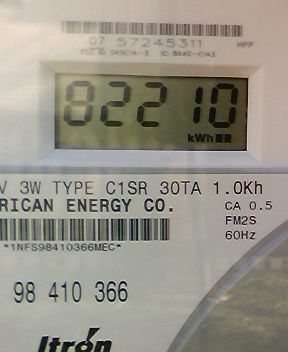 07 57245311
82210
kWh
V 3W TYPE C1SR 30TA 1.0Kh
RICAN ENERGY CO.
CA 0.5
FM2S
60Hz
*1NFS98410366MEC*
98 410 366
Itrón